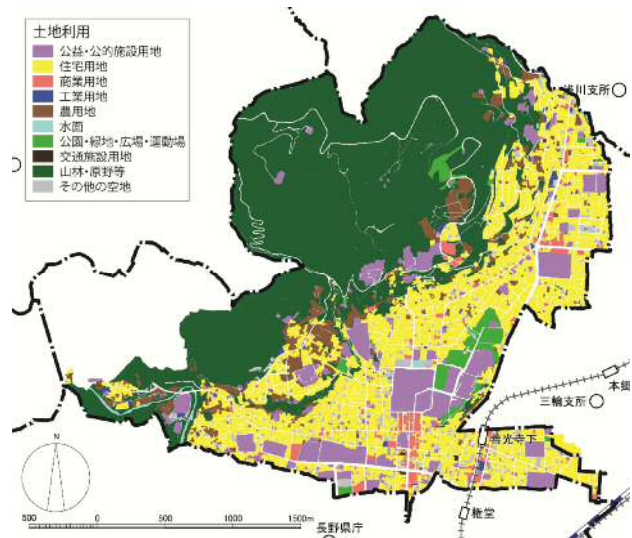 土地利用
公益・公的施設用地
住宅用地
商業用地
工業用地
農用地
水面
公園・緑地・広場・運動場
交通施設用地
山林・原野等
その他の空地
浅川支所
本郷
三輪支所
善光寺下
権堂
長野県庁
N
500 0 500 1000 1500m